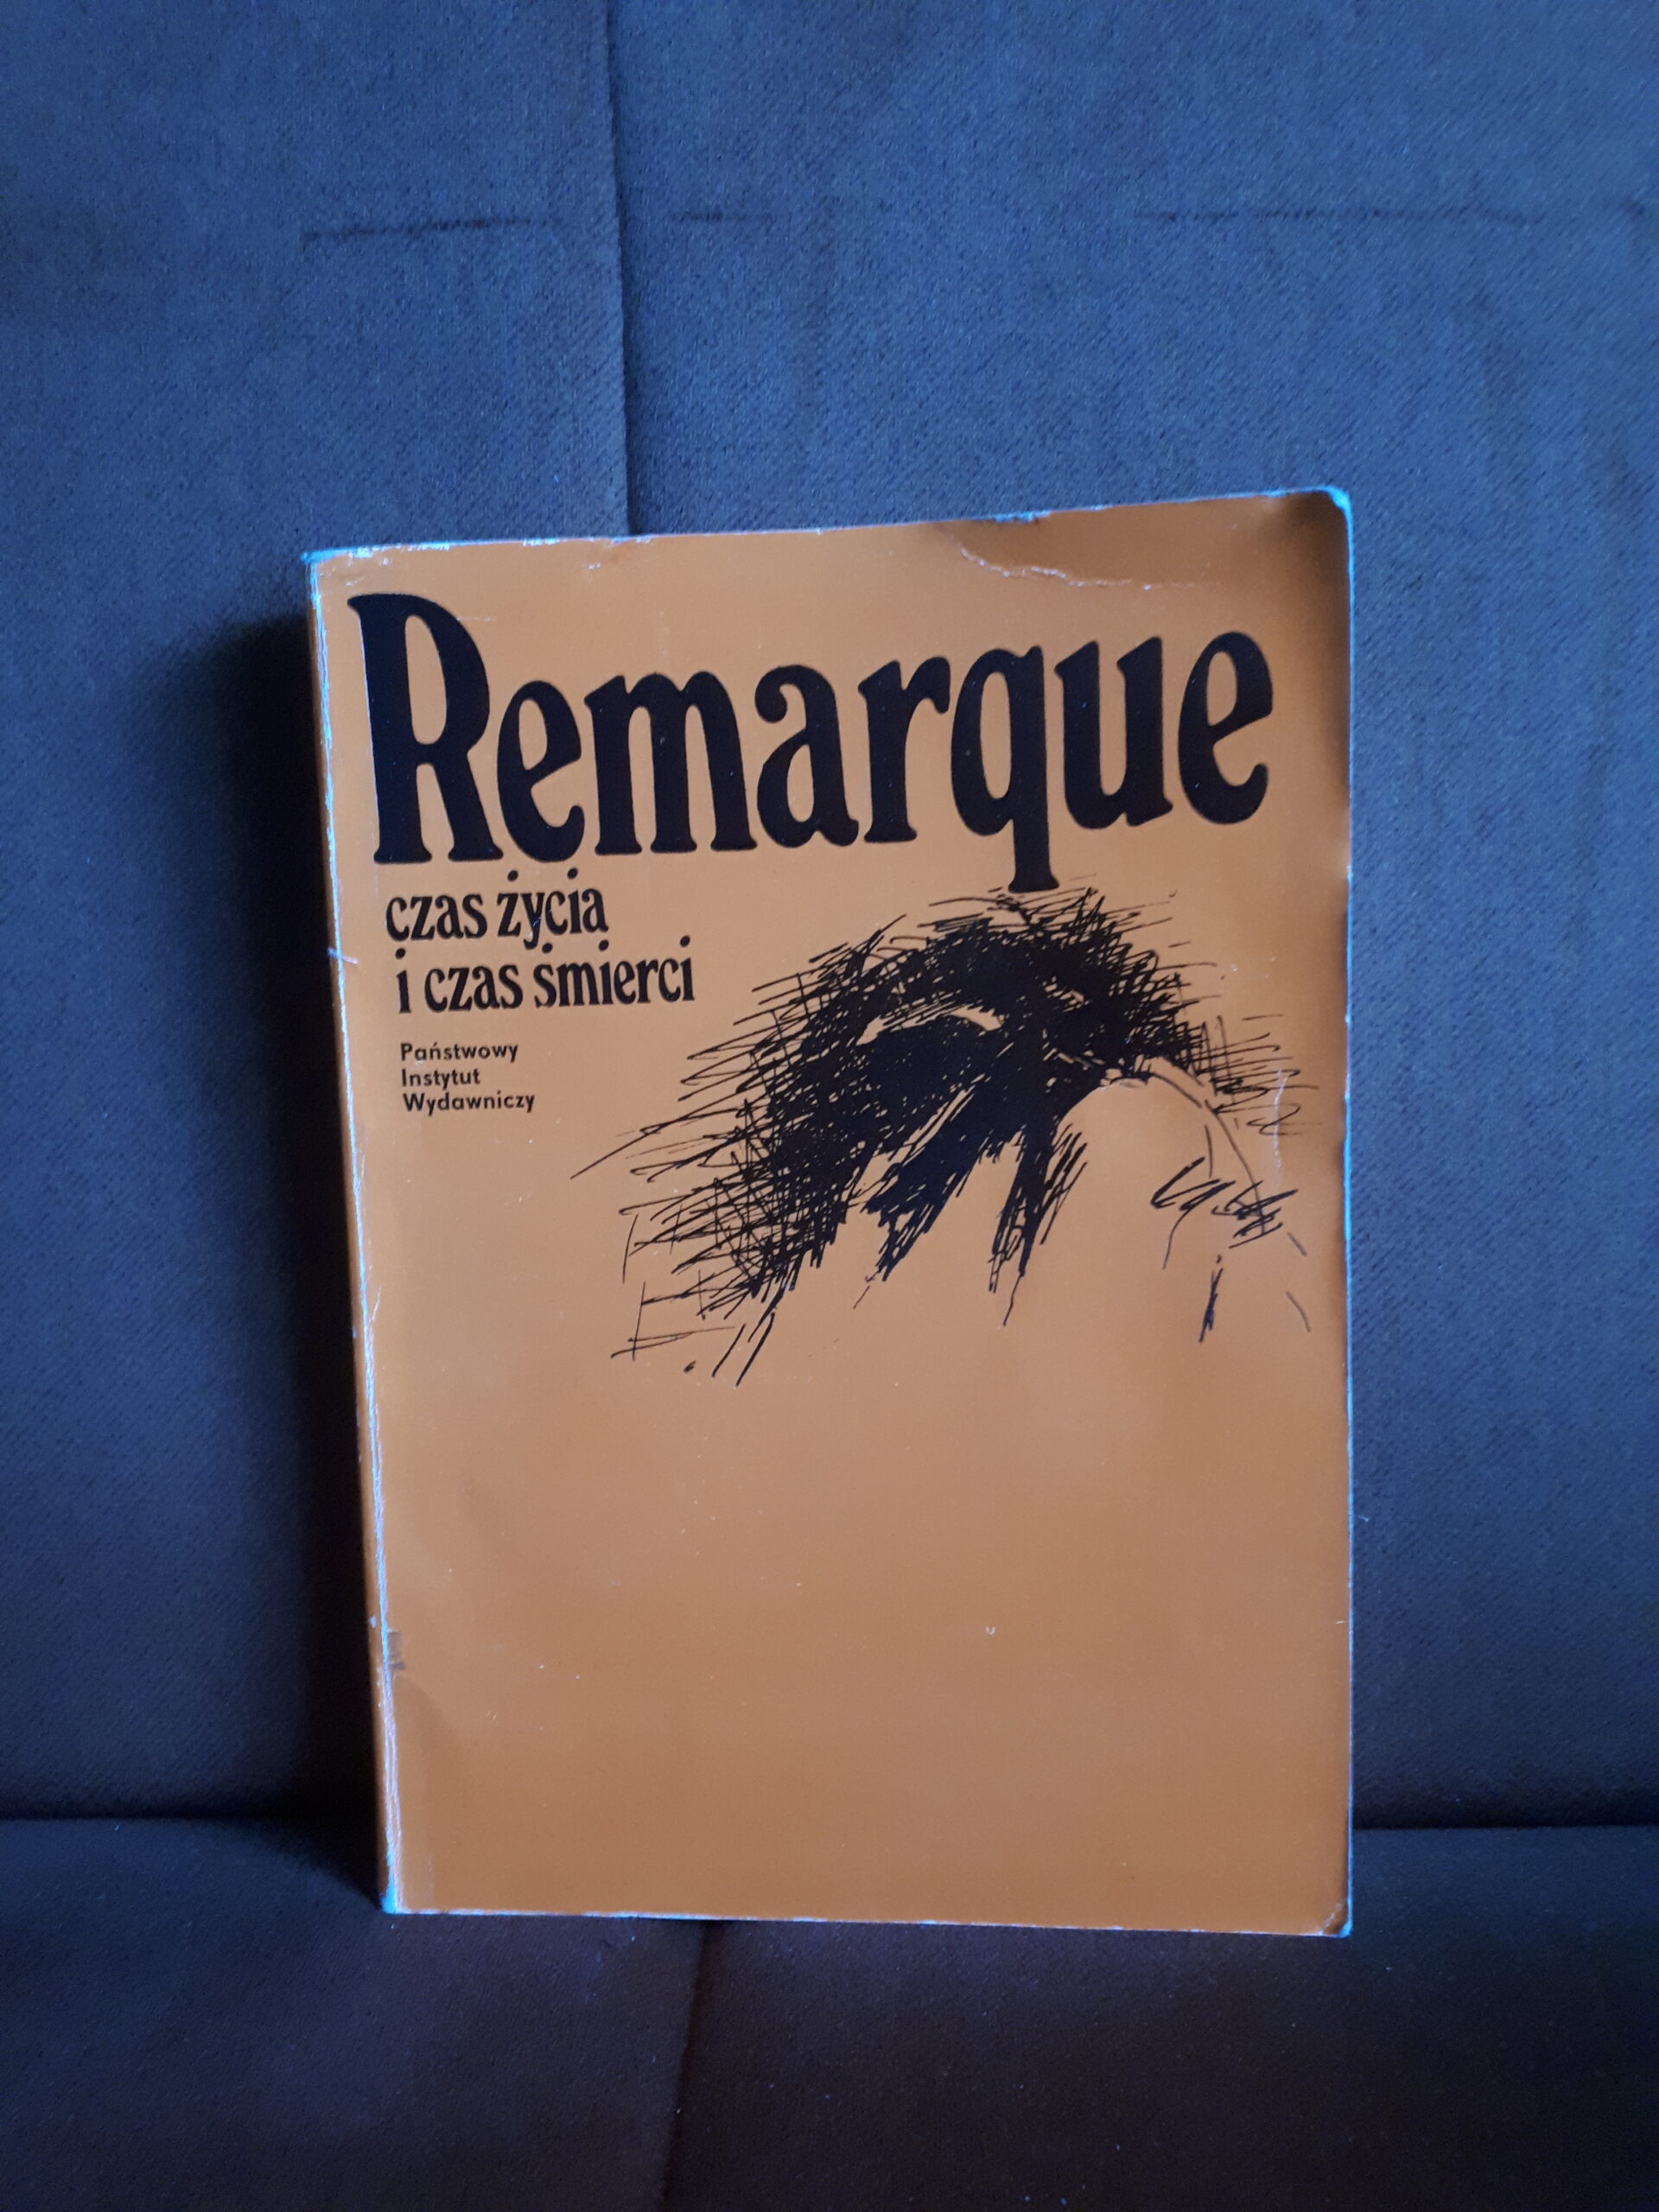 Remarque
czas życia
i czas śmierci
Państwowy
Instytut
Wydawniczy